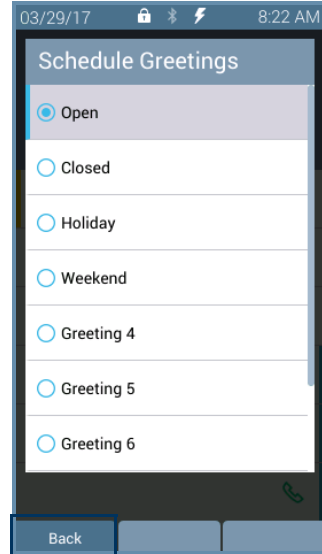 03/29/17 8:22 AM
Schedule Greetings
Open
Closed
Holiday
Weekend
Greeting 4
Greeting 5
Greeting 6
Back